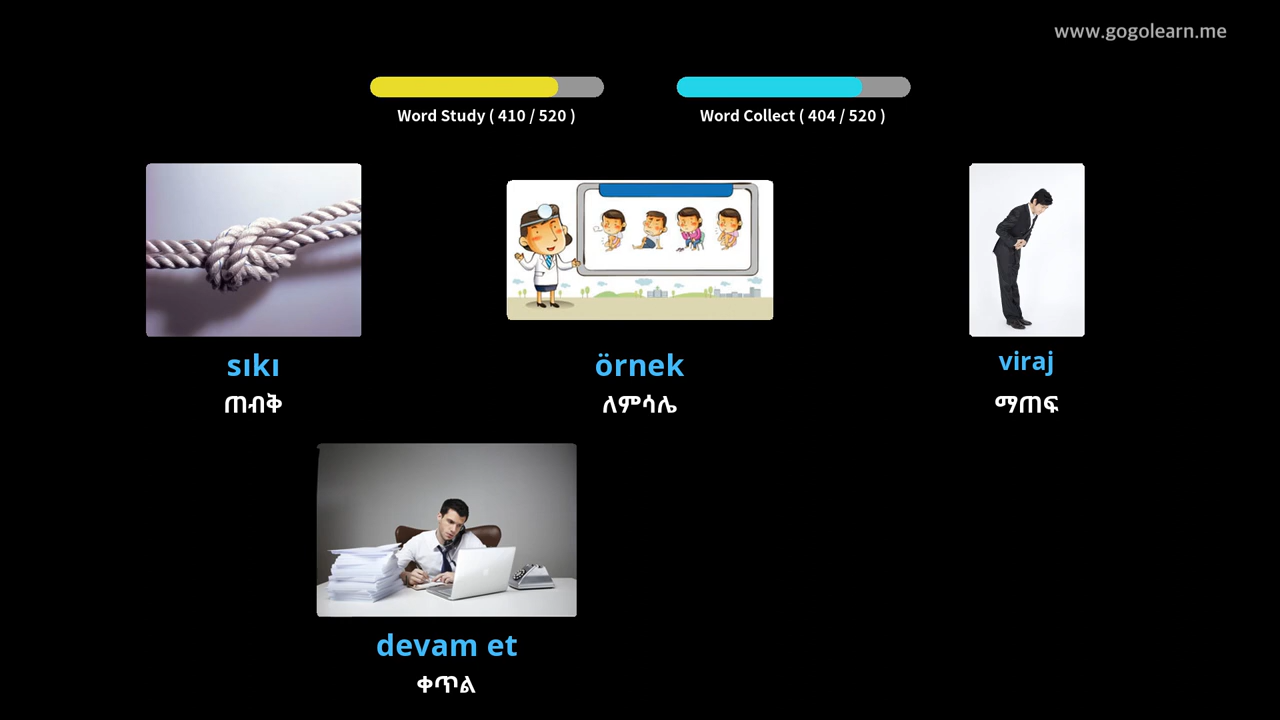 www.gogolearn.me
Word Study ( 410 / 520 )
Word Collect ( 404 / 520 )
sıkı
ጠብቅ
örnek
ለምሳሌ
viraj
ማጠፍ
devam et
ቀጥል